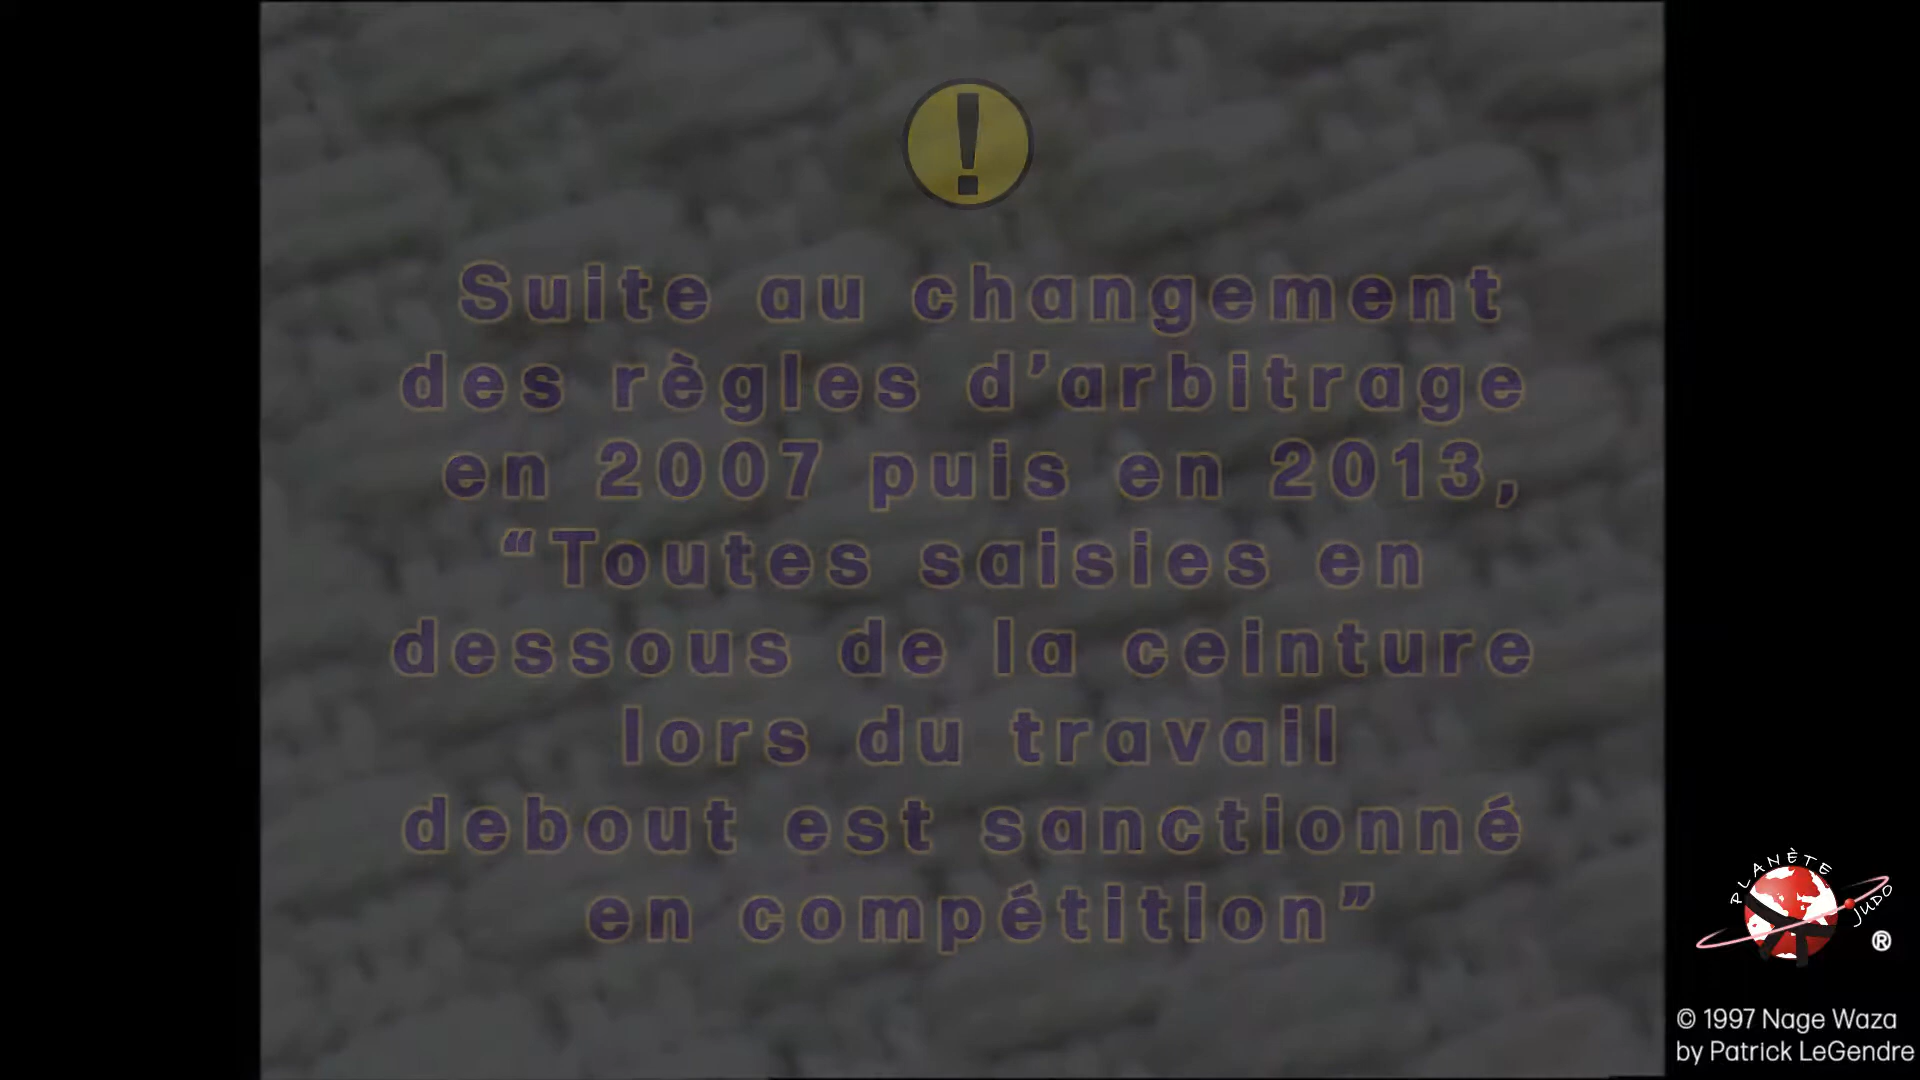 !
Suite au changement
des règles d’arbitrage
en 2007 puis en 2013,
“Toutes saisies en
dessous de la ceinture
lors du travail
debout est sanctionné
en compétition”
PLANÈTE
JUDO
®
© 1997 Nage Waza
by Patrick LeGendre